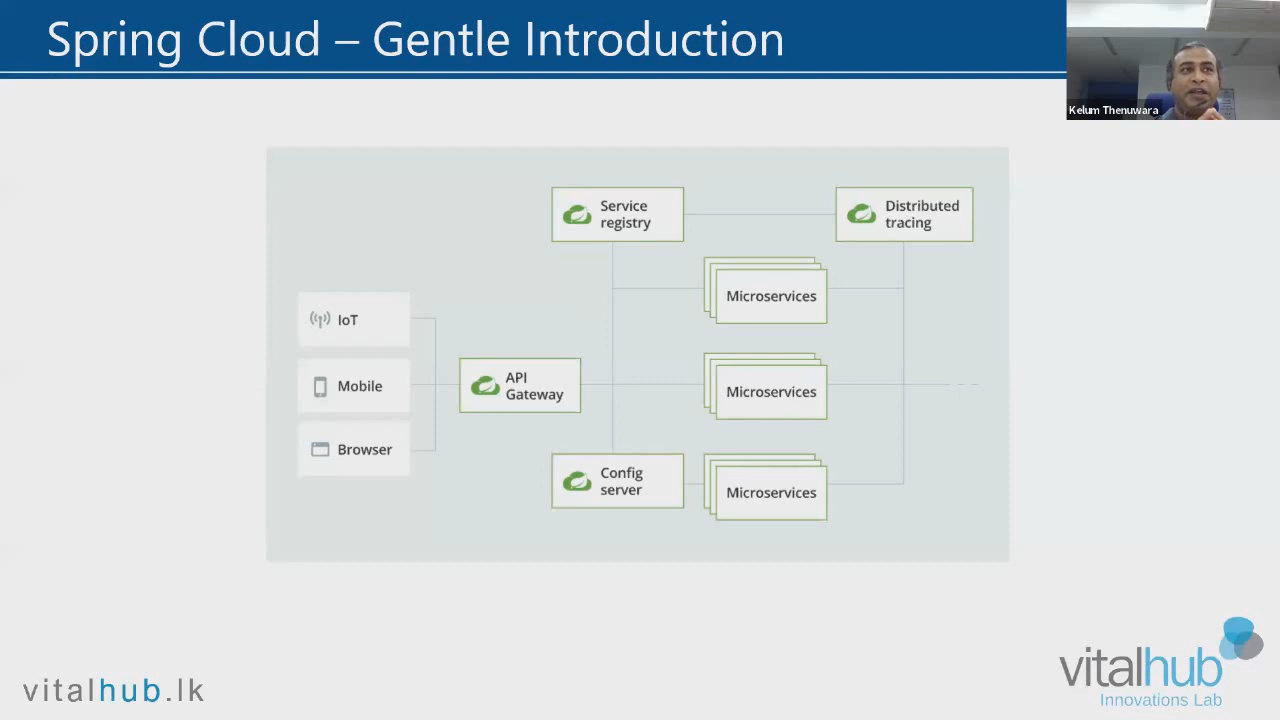 Spring Cloud – Gentle Introduction
Kelum Thenuwara
Service
registry
Distributed
tracing
Microservices
IoT
Mobile
API
Gateway
Microservices
Browser
Config
server
Microservices
vitalhub.lk
vitalhub
Innovations Lab